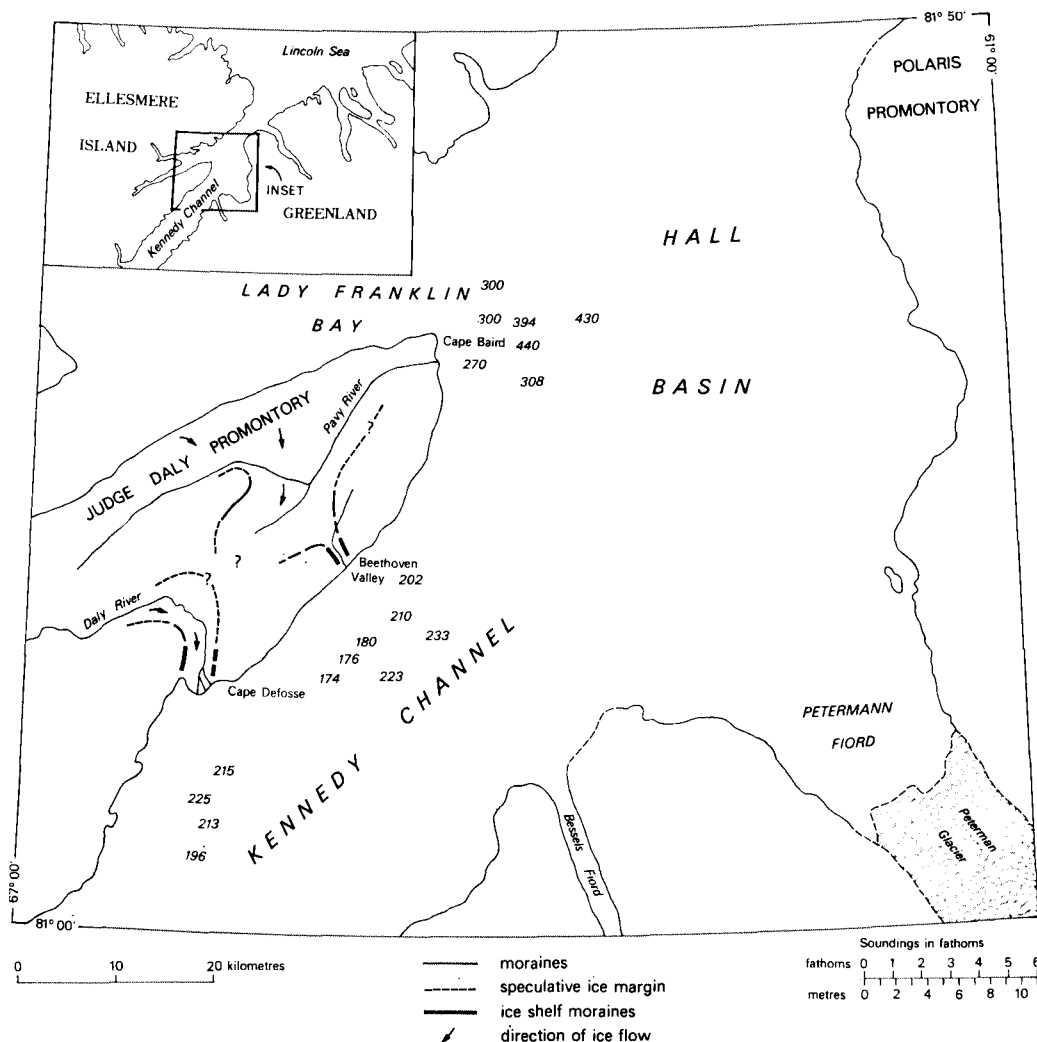 81° 50'
61° 00'
Lincoln Sea
ELLESMERE
ISLAND
INSET
GREENLAND
Kennedy Channel
POLARIS
PROMONTORY
HALL
BASIN
LADY FRANKLIN
BAY
300
300 394 430
Cape Baird 440
270
308
JUDGE DALY PROMONTORY
Pavy River
?
?
?
Beethoven
Valley 202
210
180 233
176
174 223
Daly River
Cape Defosse
KENNEDY CHANNEL
215
225
213
196
PETERMANN
FIORD
Peterman
Glacier
Bessels
Fiord
67° 00'
81° 00'
0 10 20 kilometres
moraines
speculative ice margin
ice shelf moraines
direction of ice flow
Soundings in fathoms
fathoms 0 1 2 3 4 5 6
metres 0 2 4 6 8 10